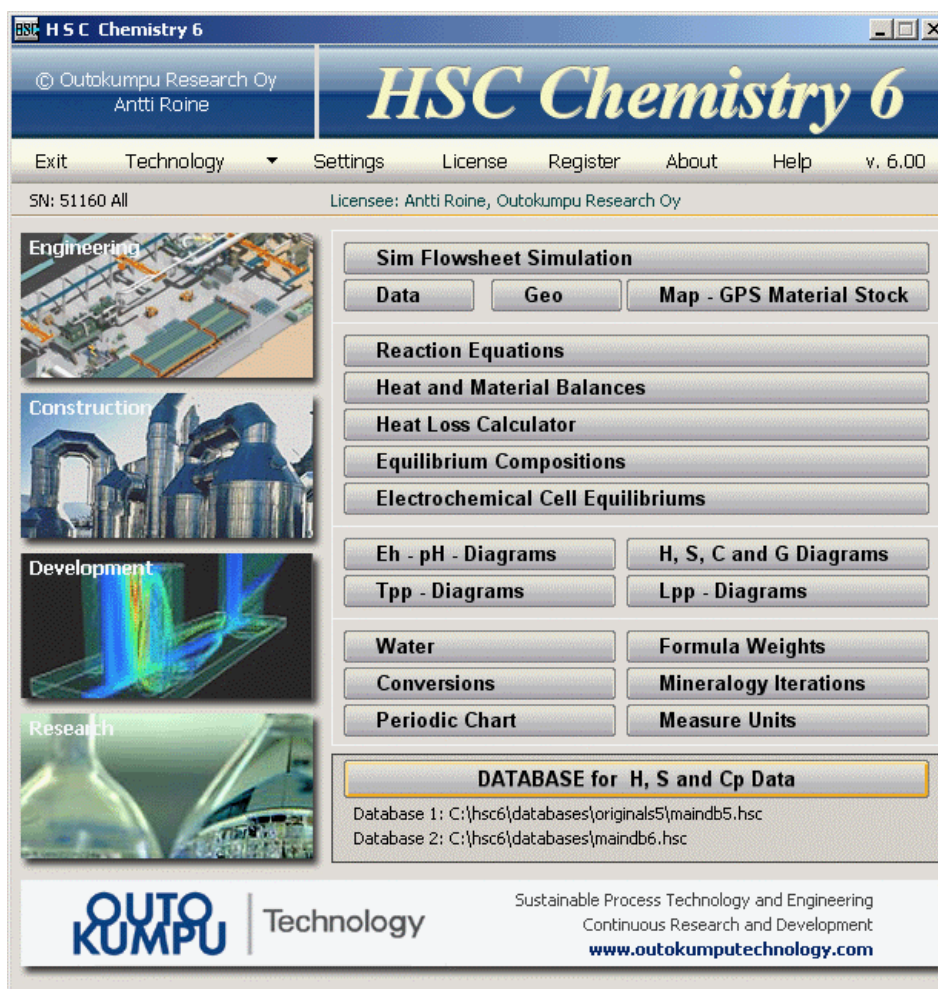 HSC H S C Chemistry 6
© Outokumpu Research Oy
Antti Roine
HSC Chemistry 6
Exit Technology Settings License Register About Help v. 6.00
SN: 51160 All Licensee: Antti Roine, Outokumpu Research Oy
Engineering
Construction
Development
Research
Sim Flowsheet Simulation
Data Geo Map - GPS Material Stock
Reaction Equations
Heat and Material Balances
Heat Loss Calculator
Equilibrium Compositions
Electrochemical Cell Equilibriums
Eh - pH - Diagrams H, S, C and G Diagrams
Tpp - Diagrams Lpp - Diagrams
Water Formula Weights
Conversions Mineralogy Iterations
Periodic Chart Measure Units
DATABASE for H, S and Cp Data
Database 1: C:\hsc6\databases\originals5\maindb5.hsc
Database 2: C:\hsc6\databases\maindb6.hsc
OUTO
KUMPU
Technology
Sustainable Process Technology and Engineering
Continuous Research and Development
www.outokumputechnology.com